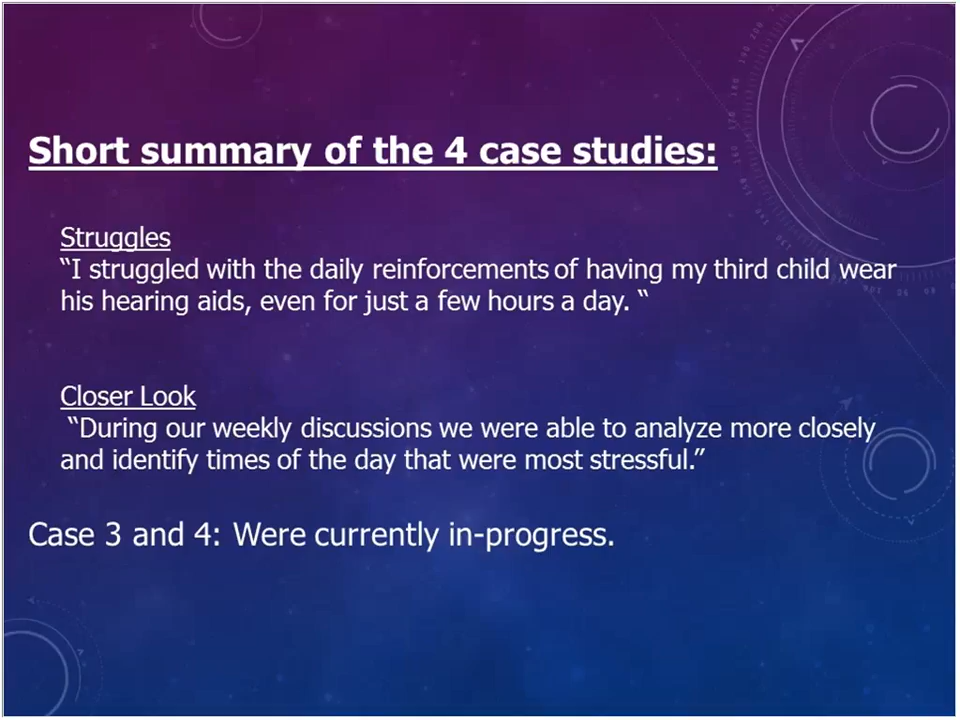 Short summary of the 4 case studies:
Struggles
“I struggled with the daily reinforcements of having my third child wear
his hearing aids, even for just a few hours a day. “
Closer Look
“During our weekly discussions we were able to analyze more closely
and identify times of the day that were most stressful.”
Case 3 and 4: Were currently in-progress.